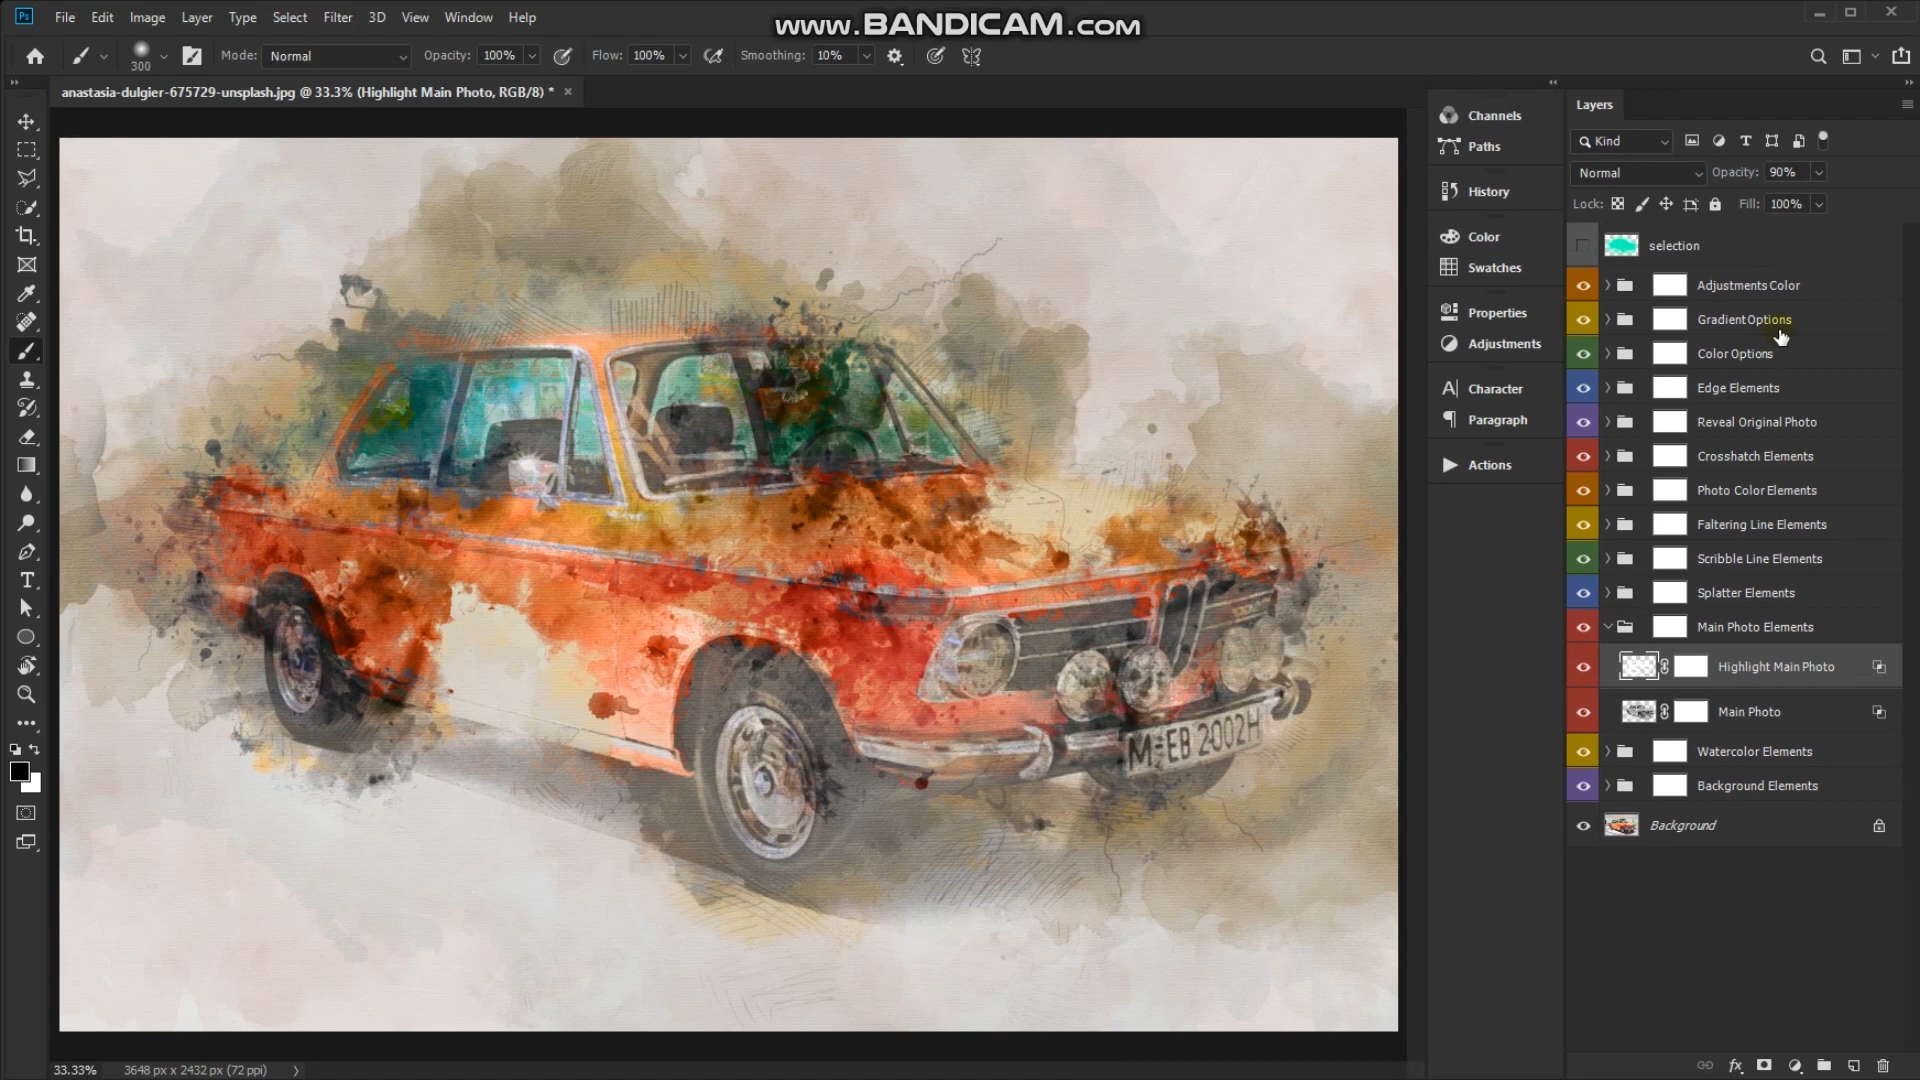 Ps File Edit Image Layer Type Select Filter 3D View Window Help
www.BANDICAM.com
300 Mode: Normal Opacity: 100% Flow: 100% Smoothing: 10%
anastasia-dulgier-675729-unsplash.jpg @ 33.3% (Highlight Main Photo, RGB/8) *
Channels
Paths
History
Color
Swatches
Properties
Adjustments
Character
Paragraph
Actions
Layers
Kind
Normal Opacity: 90%
Lock: Fill: 100%
selection
Adjustments Color
Gradient Options
Color Options
Edge Elements
Reveal Original Photo
Crosshatch Elements
Photo Color Elements
Faltering Line Elements
Scribble Line Elements
Splatter Elements
Main Photo Elements
Highlight Main Photo
Main Photo
Watercolor Elements
Background Elements
Background
M EB 2002H
33.33% 3648 px x 2432 px (72 ppi)
fx